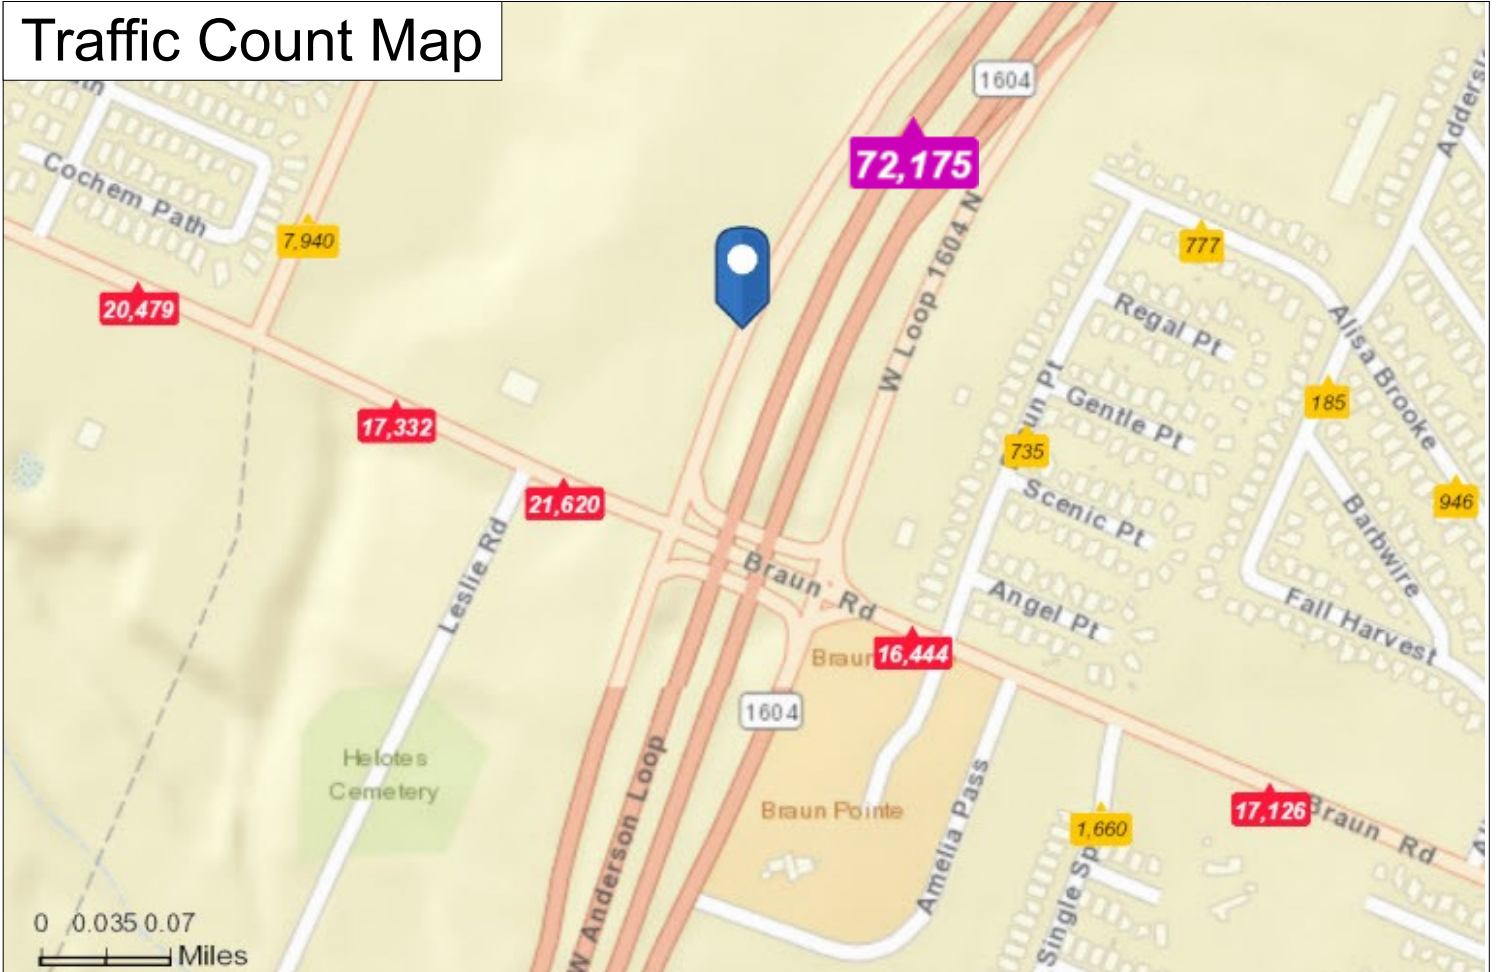 Traffic Count Map
1604
72,175
Cochem Path
7,940
20,479
777
W Loop 1604 N
Regal Pt
Alisa Brooke
185
17,332
Gentle Pt
735
21,620
Scenic Pt
946
Barbwire
Leslie Rd
Braun Rd
Angel Pt
Fall Harvest
16,444
1604
Helotes
Cemetery
W Anderson Loop
Braun Pointe
Amelia Pass
17,126
Braun Rd
1,660
0 0.035 0.07
Miles